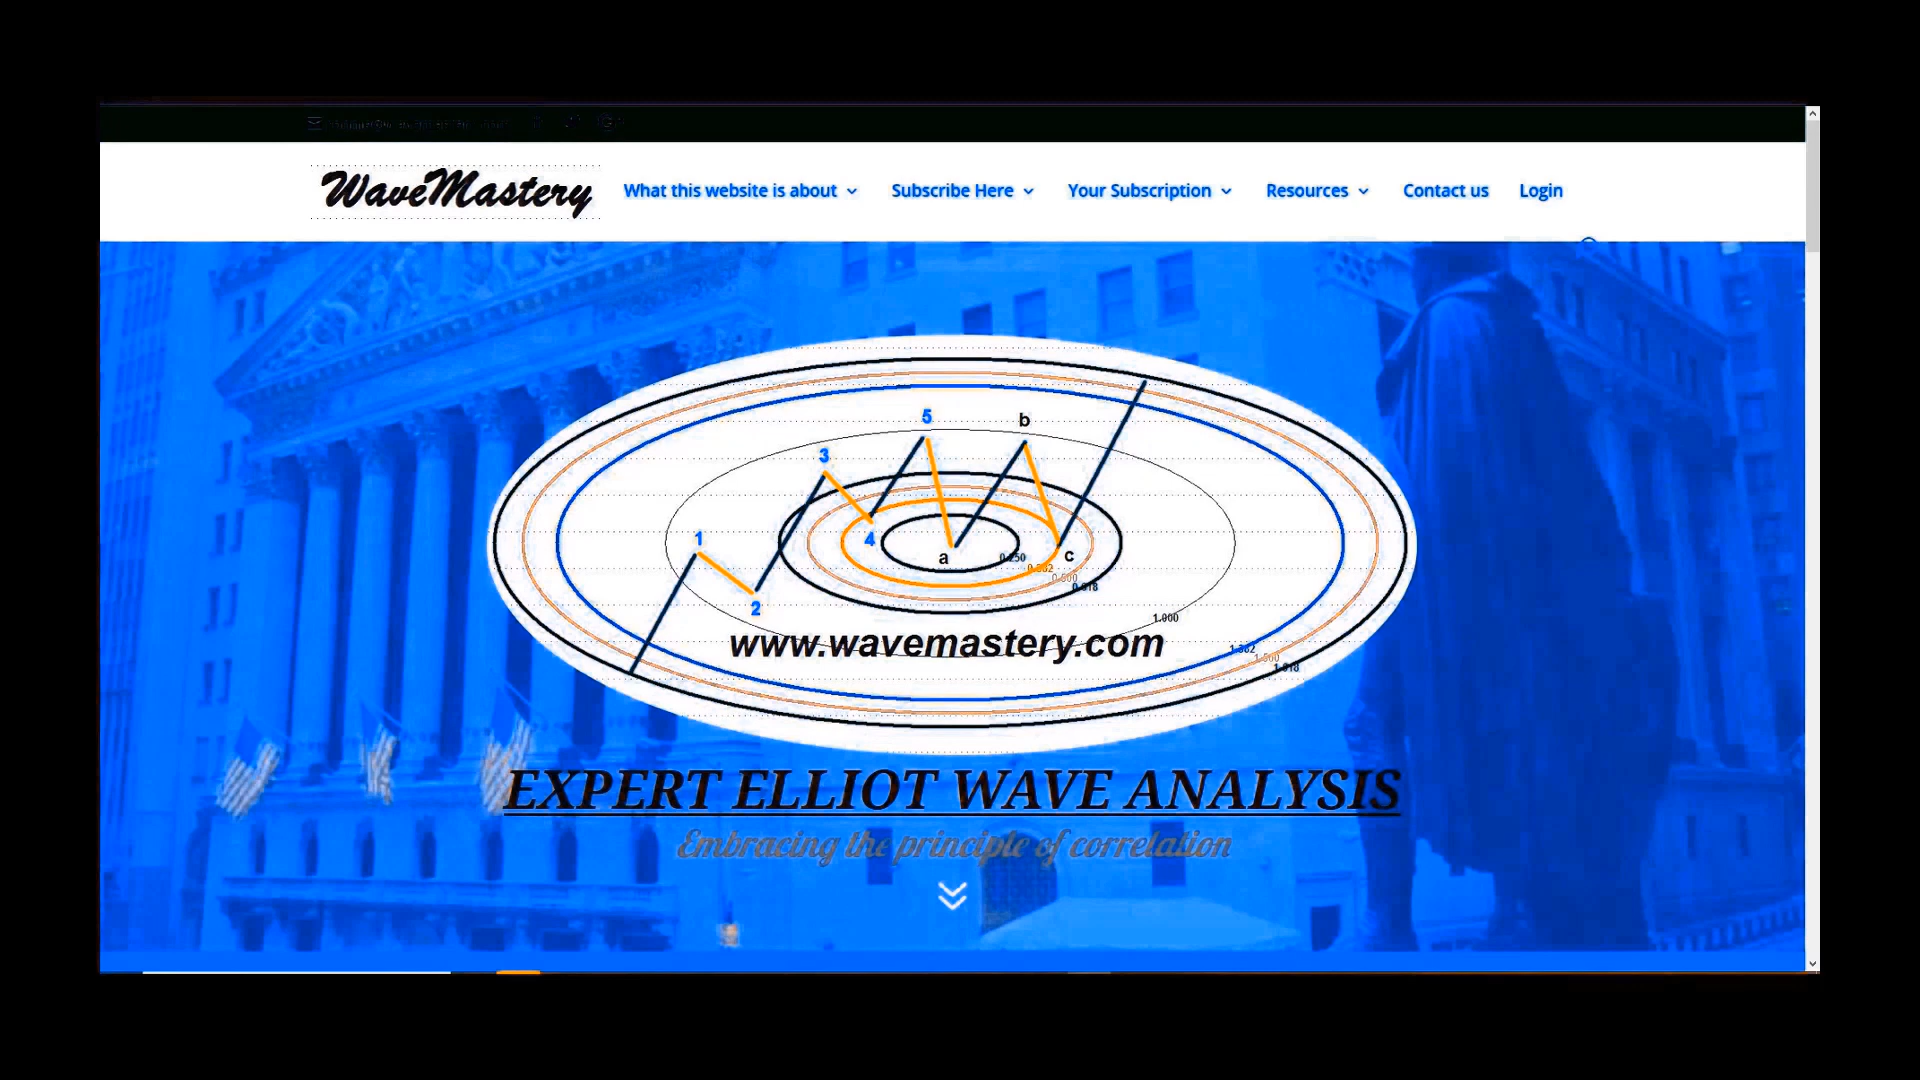 WaveMastery
What this website is about
Subscribe Here
Your Subscription
Resources
Contact us
Login
5
b
3
1
4
a
c
2
1.000
www.wavemastery.com
EXPERT ELLIOT WAVE ANALYSIS
Embracing the principle of correlation